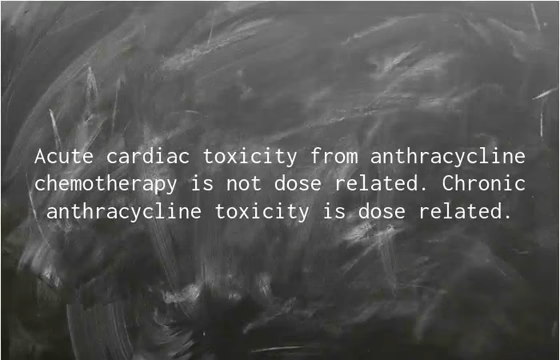 Acute cardiac toxicity from anthracycline
chemotherapy is not dose related. Chronic
anthracycline toxicity is dose related.